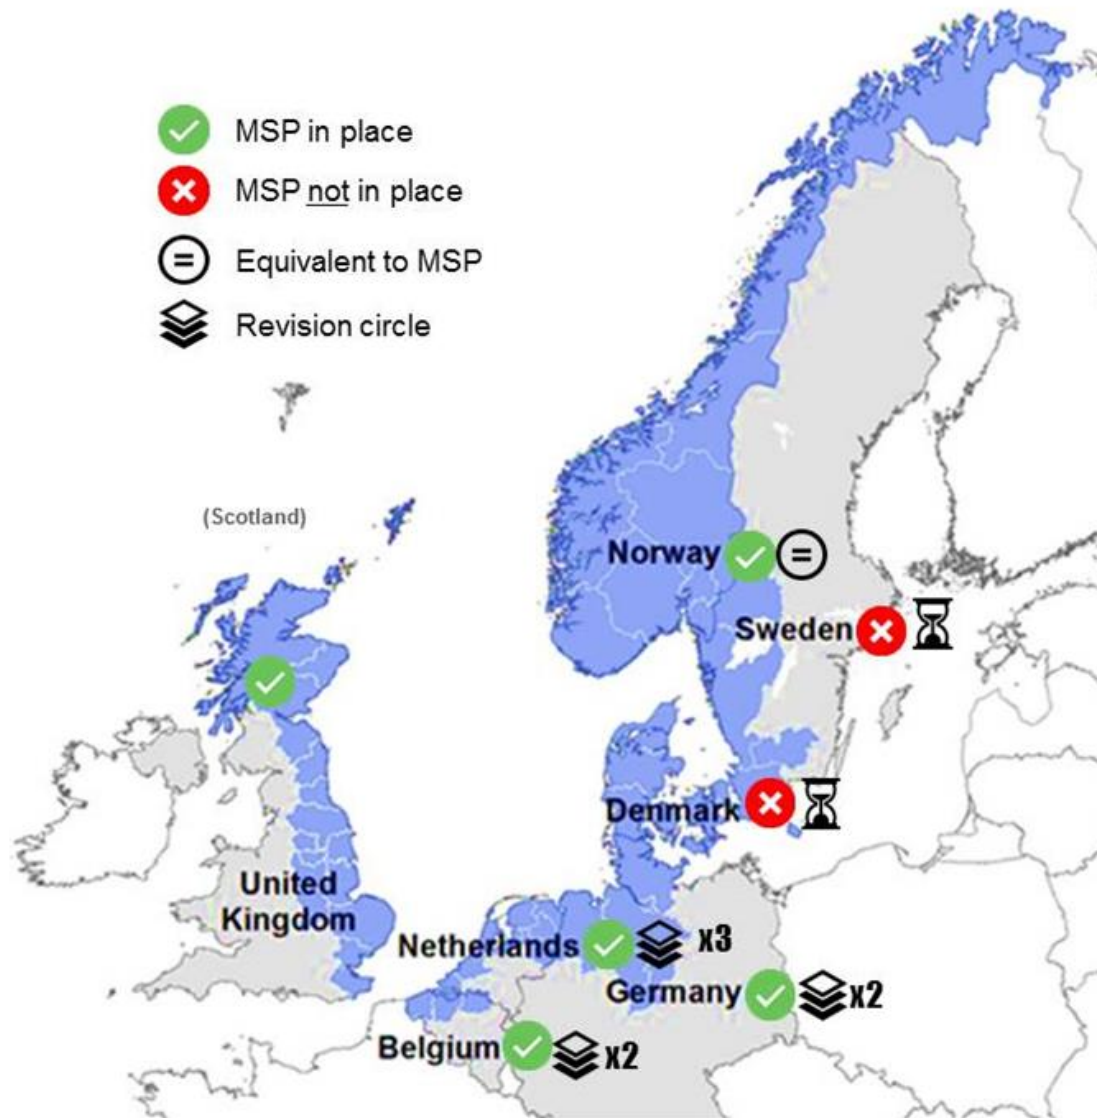 MSP in place
MSP not in place
Equivalent to MSP
Revision circle
(Scotland)
Norway
Sweden
Denmark
United
Kingdom
Netherlands x3
Germany x2
Belgium x2